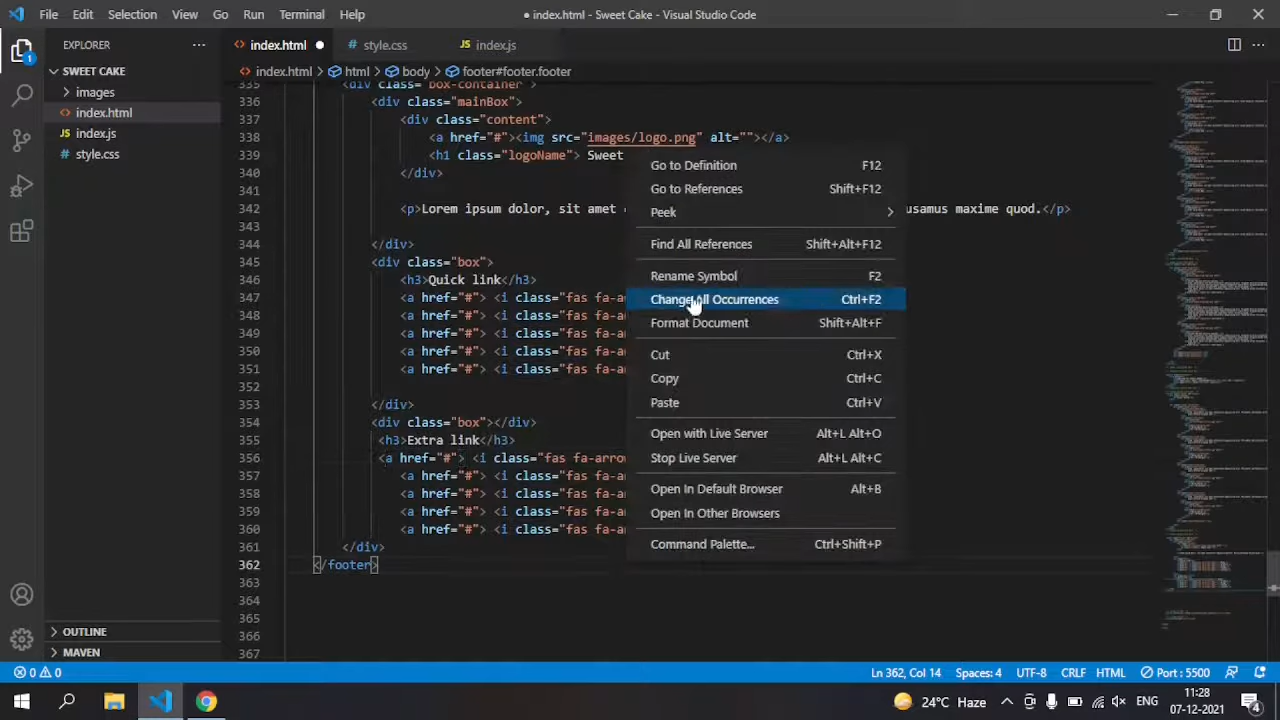 File Edit Selection View Go Run Terminal Help
● index.html - Sweet Cake - Visual Studio Code
EXPLORER
index.html
# style.css
JS index.js
1
SWEET CAKE
index.html > html > body > footer#footer.footer
images
<> index.html
JS index.js
# style.css
335 <div class="box-container">
336 <div class="mainBox">
337 <div class="content">
338 <a href="#"><img src="images/logo.png" alt=""</a>
339 <h1 class="logoName"> Sweet
340 </div>
341
342 Lorem ipsum dolor, sit amet maxime quod.</p>
343
344 </div>
345 <div class="box">
346 <h3>Quick link</h3>
347 <a href="#"> <i class="fas
348 <a href="#"> <i class="fas
349 <a href="#"> <i class="fas
350 <a href="#"> <i class="fas
351 <a href="#"> <i class="fas
352
353 </div>
354 <div class="box"></div>
355 <h3>Extra link</h3>
356 <a href="#"> <i class="fas
357 <a href="#"> <i class="fas
358 <a href="#"> <i class="fas
359 <a href="#"> <i class="fas
360 <a href="#"> <i class="fas
361 </div>
362 </footer>
363
364
365
366
367
Go to Definition F12
Go to References Shift+F12
Peek
Find All References Shift+Alt+F12
Rename Symbol F2
Change All Occurrences Ctrl+F2
Format Document Shift+Alt+F
Cut Ctrl+X
Copy Ctrl+C
Paste Ctrl+V
Open with Live Server Alt+L Alt+O
Stop Live Server Alt+L Alt+C
Open In Default Browser Alt+B
Open In Other Browsers
Command Palette... Ctrl+Shift+P
OUTLINE
MAVEN
0 0
Ln 362, Col 14 Spaces: 4 UTF-8 CRLF HTML Port : 5500
24°C Haze ENG
11:28
07-12-2021
4